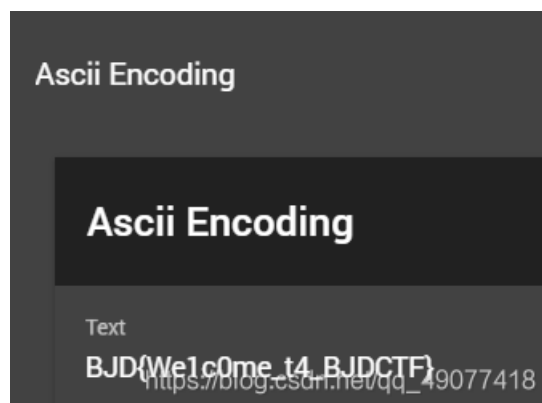 Ascii Encoding
Ascii Encoding
Text
BJD{We1c0me_t4_BJDCTF}
https://blog.csdn.net/qq_49077418